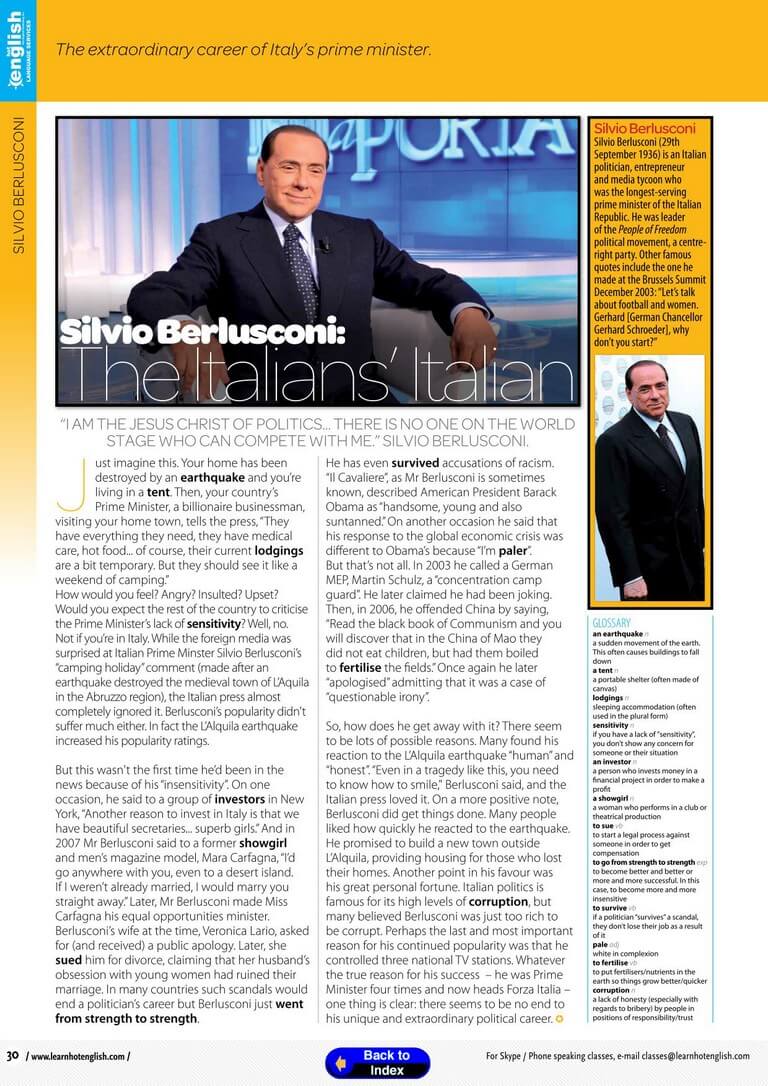 The extraordinary career of Italy's prime minister.
english
LANGUAGE SERVICES
SILVIO BERLUSCONI
aPORTA
Silvio Berlusconi:
The Italians' Italian
"I AM THE JESUS CHRIST OF POLITICS... THERE IS NO ONE ON THE WORLD
STAGE WHO CAN COMPETE WITH ME." SILVIO BERLUSCONI.
Just imagine this. Your home has been
destroyed by an earthquake and you're
living in a tent. Then, your country's
Prime Minister, a billionaire businessman,
visiting your home town, tells the press, "They
have everything they need, they have medical
care, hot food... of course, their current lodgings
are a bit temporary. But they should see it like a
weekend of camping."
How would you feel? Angry? Insulted? Upset?
Would you expect the rest of the country to criticise
the Prime Minister's lack of sensitivity? Well, no.
Not if you're in Italy. While the foreign media was
surprised at Italian Prime Minster Silvio Berlusconi's
"camping holiday" comment (made after an
earthquake destroyed the medieval town of L'Aquila
in the Abruzzo region), the Italian press almost
completely ignored it. Berlusconi's popularity didn't
suffer much either. In fact the L'Alquila earthquake
increased his popularity ratings.
But this wasn't the first time he'd been in the
news because of his "insensitivity". On one
occasion, he said to a group of investors in New
York, "Another reason to invest in Italy is that we
have beautiful secretaries... superb girls." And in
2007 Mr Berlusconi said to a former showgirl
and men's magazine model, Mara Carfagna, "I'd
go anywhere with you, even to a desert island.
If I weren't already married, I would marry you
straight away." Later, Mr Berlusconi made Miss
Carfagna his equal opportunities minister.
Berlusconi's wife at the time, Veronica Lario, asked
for (and received) a public apology. Later, she
sued him for divorce, claiming that her husband's
obsession with young women had ruined their
marriage. In many countries such scandals would
end a politician's career but Berlusconi just went
from strength to strength.
He has even survived accusations of racism.
"Il Cavaliere", as Mr Berlusconi is sometimes
known, described American President Barack
Obama as "handsome, young and also
suntanned." On another occasion he said that
his response to the global economic crisis was
different to Obama's because "I'm paler".
But that's not all. In 2003 he called a German
MEP, Martin Schulz, a "concentration camp
guard". He later claimed he had been joking.
Then, in 2006, he offended China by saying,
"Read the black book of Communism and you
will discover that in the China of Mao they
did not eat children, but had them boiled
to fertilise the fields." Once again he later
"apologised" admitting that it was a case of
"questionable irony".
So, how does he get away with it? There seem
to be lots of possible reasons. Many found his
reaction to the L'Alquila earthquake "human" and
"honest". "Even in a tragedy like this, you need
to know how to smile," Berlusconi said, and the
Italian press loved it. On a more positive note,
Berlusconi did get things done. Many people
liked how quickly he reacted to the earthquake.
He promised to build a new town outside
L'Alquila, providing housing for those who lost
their homes. Another point in his favour was
his great personal fortune. Italian politics is
famous for its high levels of corruption, but
many believed Berlusconi was just too rich to
be corrupt. Perhaps the last and most important
reason for his continued popularity was that he
controlled three national TV stations. Whatever
the true reason for his success – he was Prime
Minister four times and now heads Forza Italia –
one thing is clear: there seems to be no end to
his unique and extraordinary political career.
Silvio Berlusconi
Silvio Berlusconi (29th
September 1936) is an Italian
politician, entrepreneur
and media tycoon who
was the longest-serving
prime minister of the Italian
Republic. He was leader
of the People of Freedom
political movement, a centre-
right party. Other famous
quotes include the one he
made at the Brussels Summit
December 2003: "Let's talk
about football and women.
Gerhard [German Chancellor
Gerhard Schroeder], why
don't you start?"
GLOSSARY
an earthquake n
a sudden movement of the earth.
This often causes buildings to fall
down
a tent n
a portable shelter (often made of
canvas)
lodgings n
sleeping accommodation (often
used in the plural form)
sensitivity n
if you have a lack of "sensitivity",
you don't show any concern for
someone or their situation
an investor n
a person who invests money in a
financial project in order to make a
profit
a showgirl n
a woman who performs in a club or
theatrical production
to sue vb
to start a legal process against
someone in order to get
compensation
to go from strength to strength exp
to become better and better or
more and more successful. In this
case, to become more and more
insensitive
to survive vb
if a politician "survives" a scandal,
they don't lose their job as a result
of it
pale adj
white in complexion
to fertilise vb
to put fertilisers/nutrients in the
earth so things grow better/quicker
corruption n
a lack of honesty (especially with
regards to bribery) by people in
positions of responsibility/trust
30 / www.learnhotenglish.com /
Back to
Index
For Skype / Phone speaking classes, e-mail classes@learnhotenglish.com